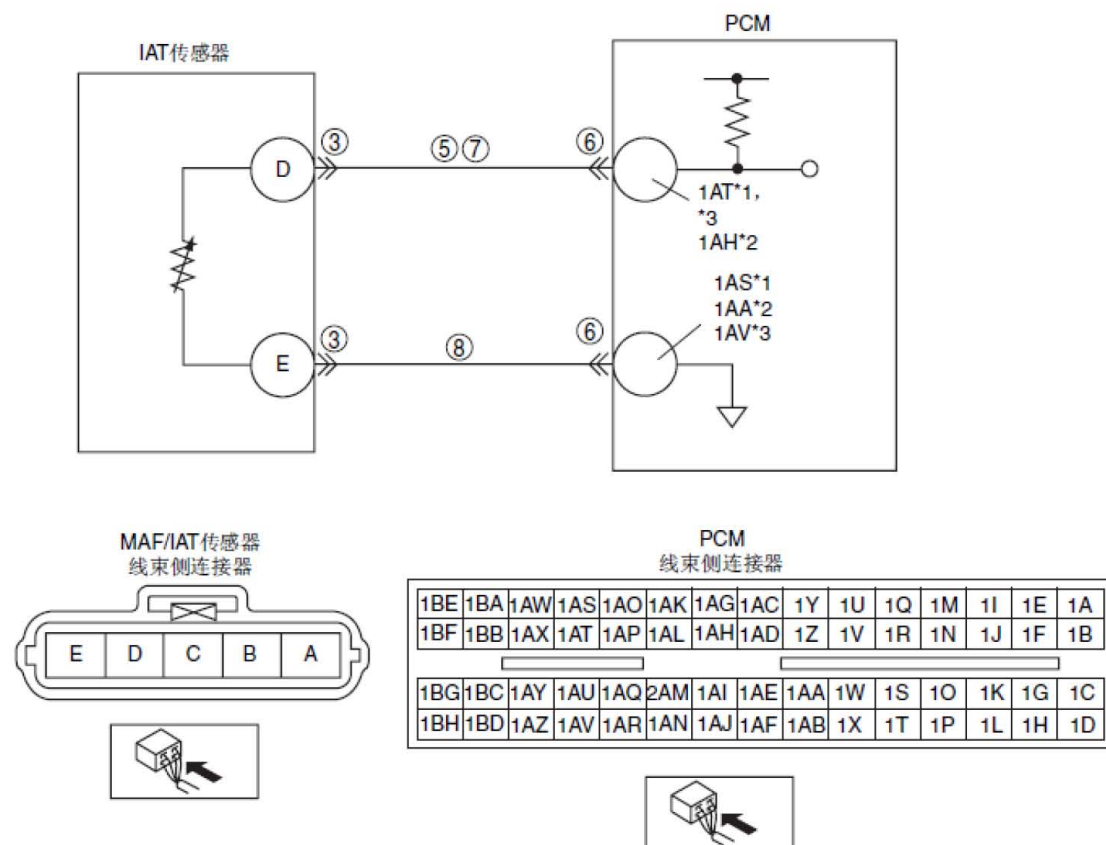 PCM
IAT传感器
③
⑤⑦
⑥
D
1AT*1,
*3
1AH*2
1AS*1
1AA*2
1AV*3
③
⑧
⑥
E
MAF/IAT传感器
线束侧连接器
E D C B A
PCM
线束侧连接器
1BE 1BA 1AW 1AS 1AO 1AK 1AG 1AC 1Y 1U 1Q 1M 1I 1E 1A
1BF 1BB 1AX 1AT 1AP 1AL 1AH 1AD 1Z 1V 1R 1N 1J 1F 1B
1BG 1BC 1AY 1AU 1AQ 2AM 1AI 1AE 1AA 1W 1S 1O 1K 1G 1C
1BH 1BD 1AZ 1AV 1AR 1AN 1AJ 1AF 1AB 1X 1T 1P 1L 1H 1D